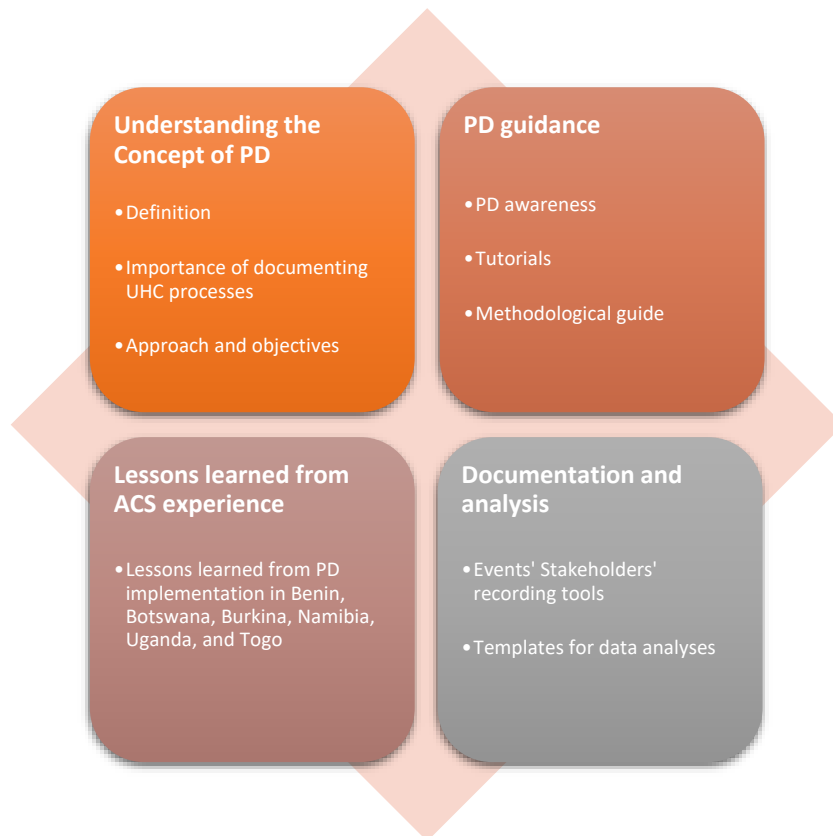 Understanding the
Concept of PD
•Definition
•Importance of documenting
UHC processes
•Approach and objectives
PD guidance
•PD awareness
•Tutorials
•Methodological guide
Lessons learned from
ACS experience
•Lessons learned from PD
implementation in Benin,
Botswana, Burkina, Namibia,
Uganda, and Togo
Documentation and
analysis
•Events' Stakeholders'
recording tools
•Templates for data analyses